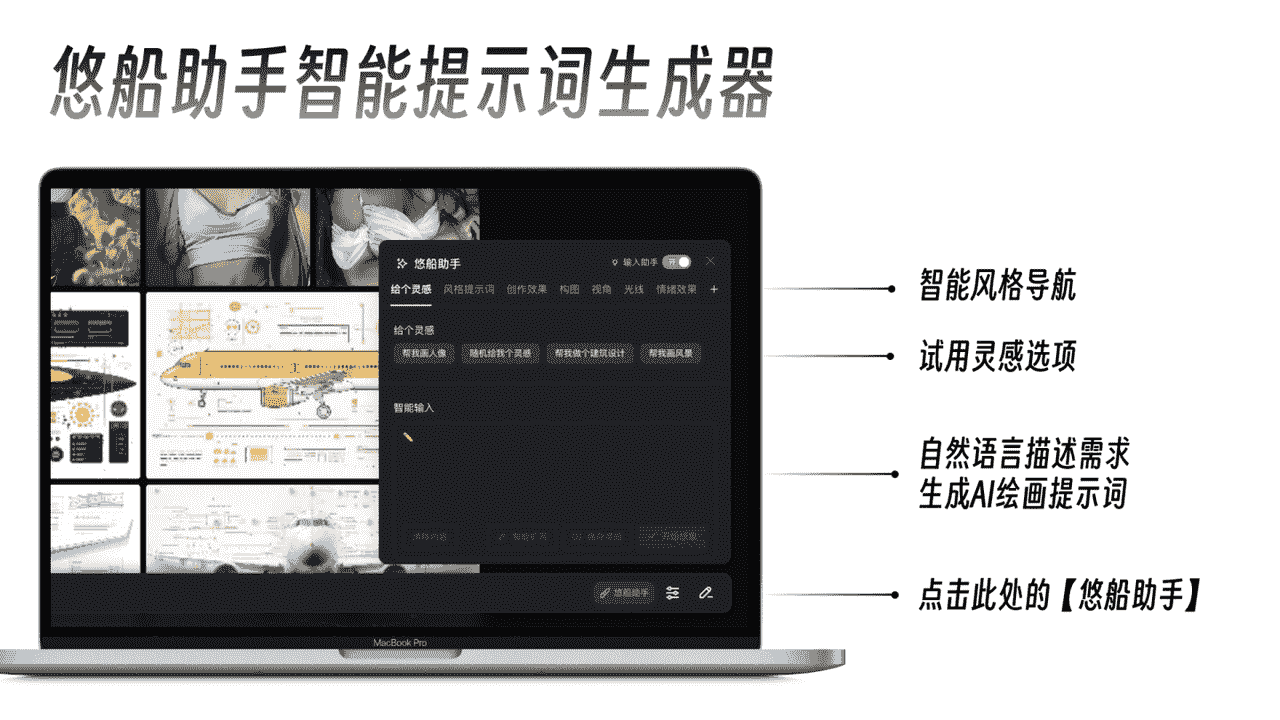 悠船助手智能提示词生成器
悠船助手
输入助手 开
给个灵感 风格提示词 创作效果 构图 视角 光线 情绪效果 +
给个灵感
帮我画人像 随机给我个灵感 帮我做个建筑设计 帮我画风景
智能输入
悠船助手
MacBook Pro
智能风格导航
试用灵感选项
自然语言描述需求
生成AI绘画提示词
点击此处的【悠船助手】